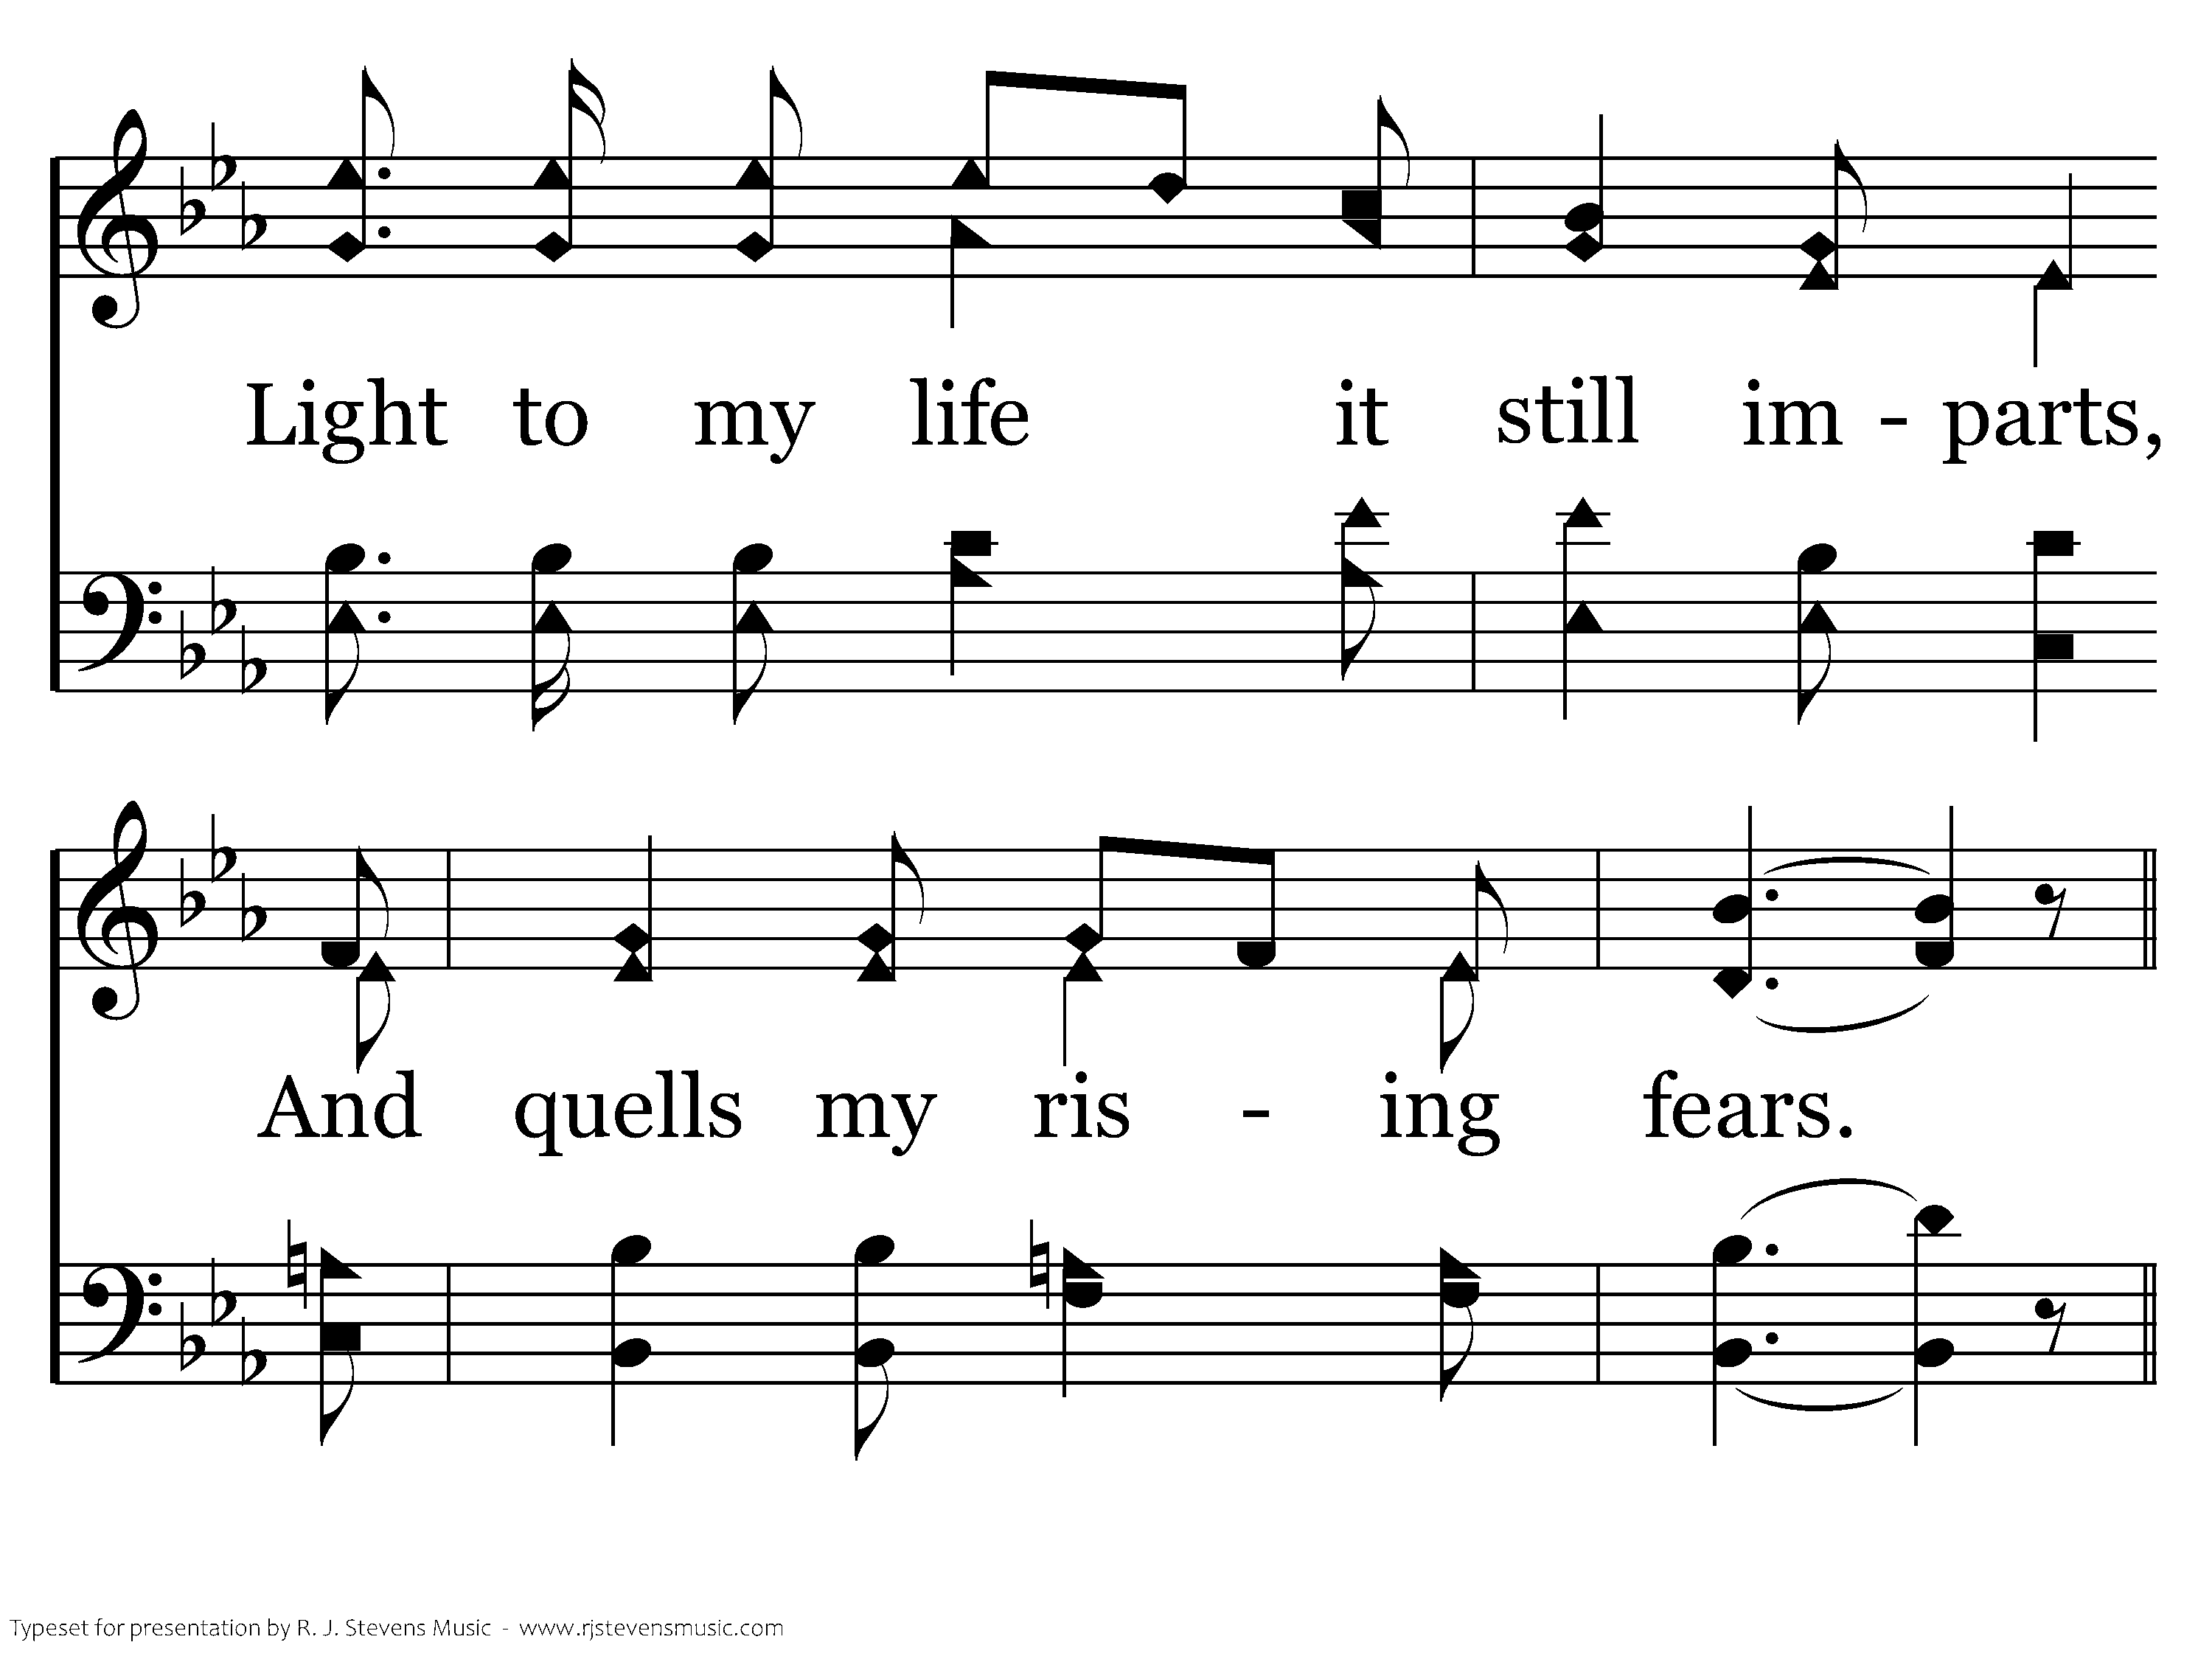 Light to my life it still im - parts,
And quells my ris - ing fears.
Typeset for presentation by R. J. Stevens Music - www.rjstevensmusic.com